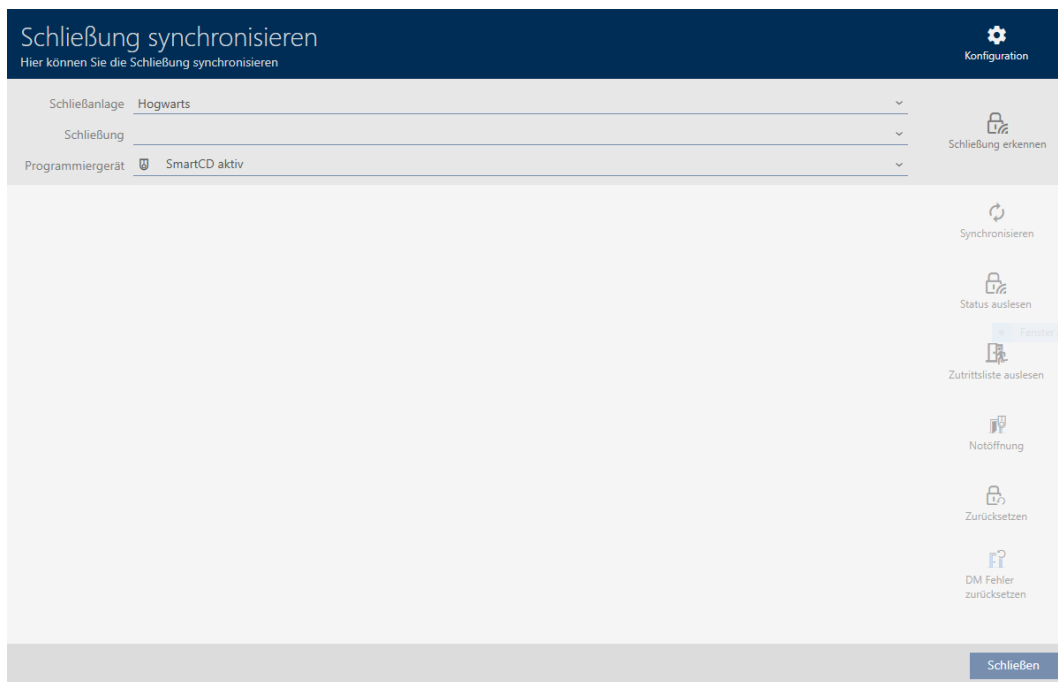 Schließung synchronisieren
Hier können Sie die Schließung synchronisieren
Konfiguration
Schließanlage Hogwarts
Schließung
Programmiergerät SmartCD aktiv
Schließung erkennen
Synchronisieren
Status auslesen
Fenster
Zutrittsliste auslesen
Notöffnung
Zurücksetzen
DM Fehler
zurücksetzen
Schließen